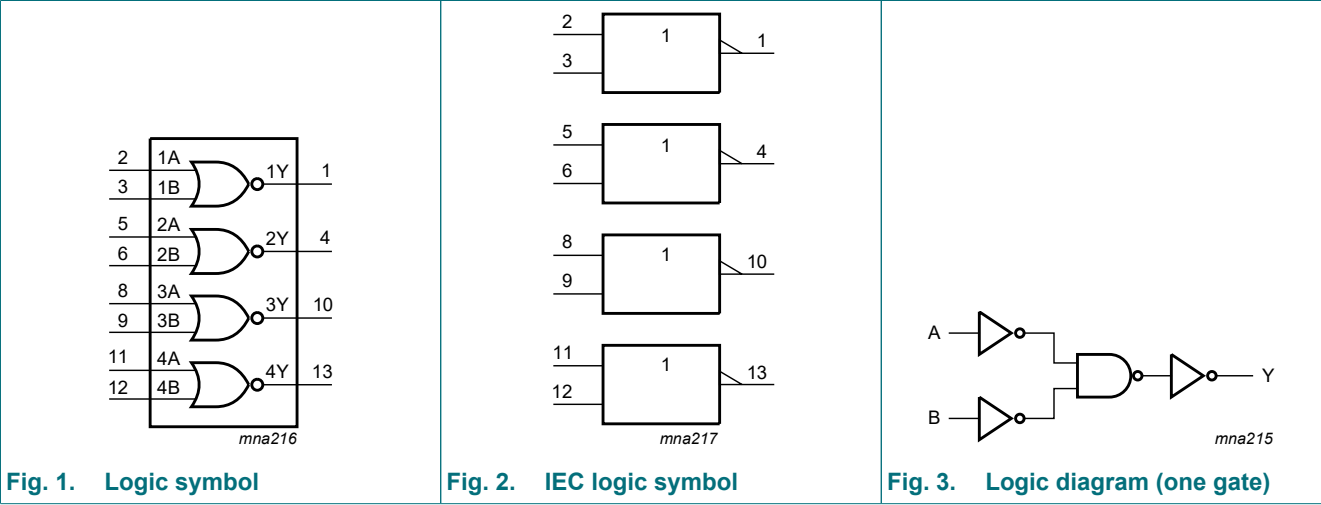 2 1A 1Y 1
3 1B
5 2A 2Y 4
6 2B
8 3A 3Y 10
9 3B
11 4A 4Y 13
12 4B
mna216
Fig. 1. Logic symbol
2 1 1
3
5 1 4
6
8 1 10
9
11 1 13
12
mna217
Fig. 2. IEC logic symbol
A
Y
B
mna215
Fig. 3. Logic diagram (one gate)